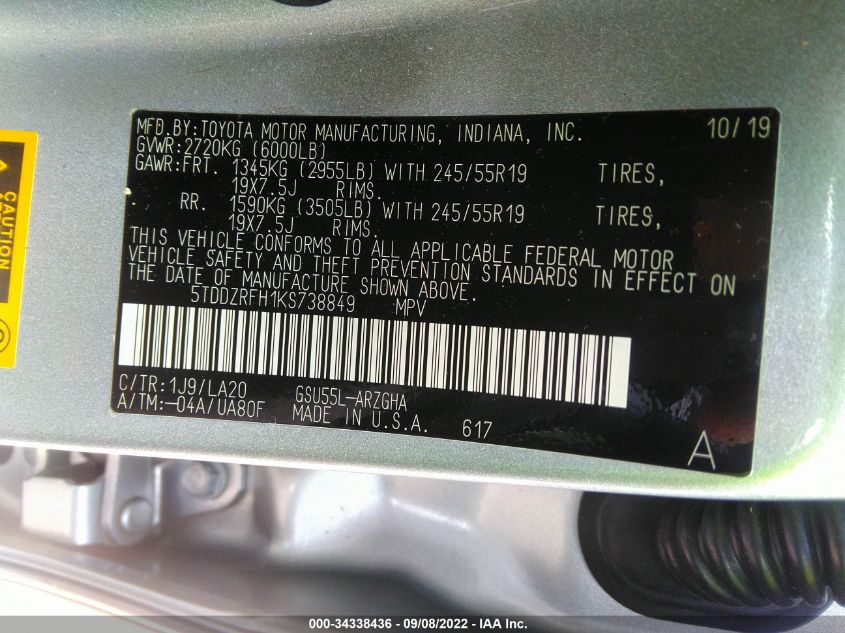 MFD.BY:TOYOTA MOTOR MANUFACTURING, INDIANA, INC. 10/19
GVWR:2720KG (6000LB)
GAWR:FRT. 1345KG (2955LB) WITH 245/55R19 TIRES,
19X7.5J RIMS.
RR. 1590KG (3505LB) WITH 245/55R19 TIRES,
19X7.5J RIMS.
THIS VEHICLE CONFORMS TO ALL APPLICABLE FEDERAL MOTOR
VEHICLE SAFETY AND THEFT PREVENTION STANDARDS IN EFFECT ON
THE DATE OF MANUFACTURE SHOWN ABOVE.
5TDDZRFH1KS738849 MPV
C/TR:1J9/LA20 GSU55L-ARZGHA
A/TM:-04A/UA80F MADE IN U.S.A. 617
A
CAUTION
000-34338436 - 09/08/2022 - IAA Inc.